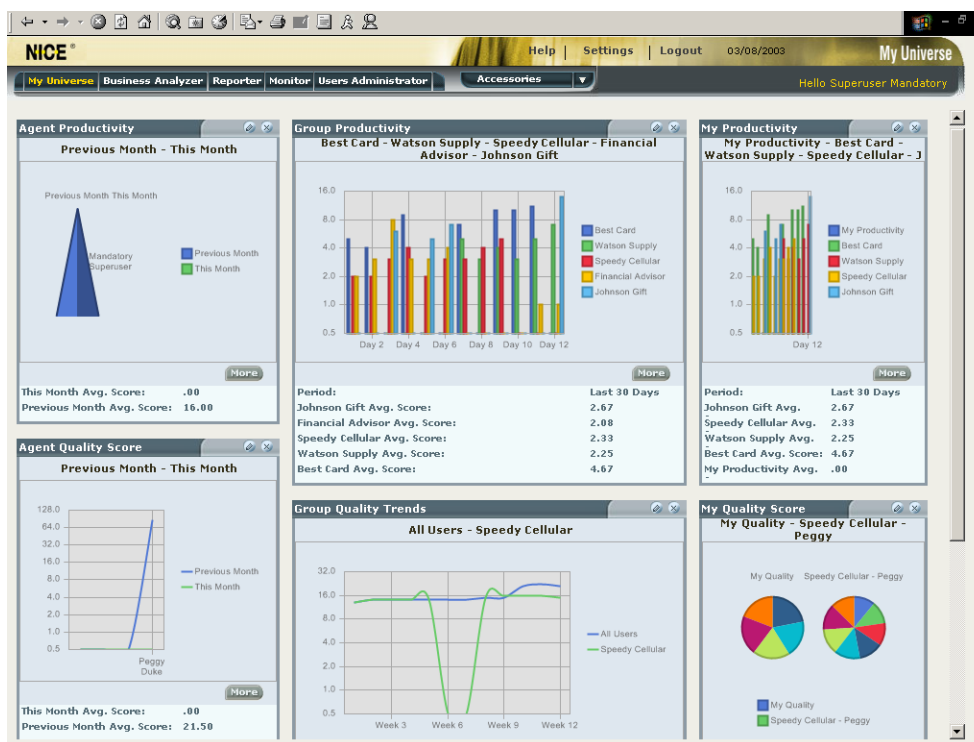 NICE®
Help | Settings | Logout 03/08/2003 My Universe
My Universe Business Analyzer Reporter Monitor Users Administrator Accessories
Hello Superuser Mandatory
Agent Productivity
Previous Month - This Month
Previous Month This Month
Mandatory
Superuser
Previous Month
This Month
More
This Month Avg. Score: .00
Previous Month Avg. Score: 16.00
Group Productivity
Best Card - Watson Supply - Speedy Cellular - Financial
Advisor - Johnson Gift
16.0
8.0
4.0
2.0
1.0
0.5
Day 2 Day 4 Day 6 Day 8 Day 10 Day 12
Best Card
Watson Supply
Speedy Cellular
Financial Advisor
Johnson Gift
More
Period: Last 30 Days
Johnson Gift Avg. Score: 2.67
Financial Advisor Avg. Score: 2.08
Speedy Cellular Avg. Score: 2.33
Watson Supply Avg. Score: 2.25
Best Card Avg. Score: 4.67
My Productivity
My Productivity - Best Card -
Watson Supply - Speedy Cellular - J
16.0
8.0
4.0
2.0
1.0
0.5
Day 12
My Productivity
Best Card
Watson Supply
Speedy Cellular
Johnson Gift
More
Period: Last 30 Days
Johnson Gift Avg. 2.67
Speedy Cellular Avg. 2.33
Watson Supply Avg. 2.25
Best Card Avg. Score: 4.67
My Productivity Avg. .00
Agent Quality Score
Previous Month - This Month
128.0
64.0
32.0
16.0
8.0
4.0
2.0
1.0
0.5
Peggy
Duke
Previous Month
This Month
More
This Month Avg. Score: .00
Previous Month Avg. Score: 21.50
Group Quality Trends
All Users - Speedy Cellular
32.0
16.0
8.0
4.0
2.0
1.0
0.5
Week 3 Week 6 Week 9 Week 12
All Users
Speedy Cellular
My Quality Score
My Quality - Speedy Cellular -
Peggy
My Quality Speedy Cellular - Peggy
My Quality
Speedy Cellular - Peggy